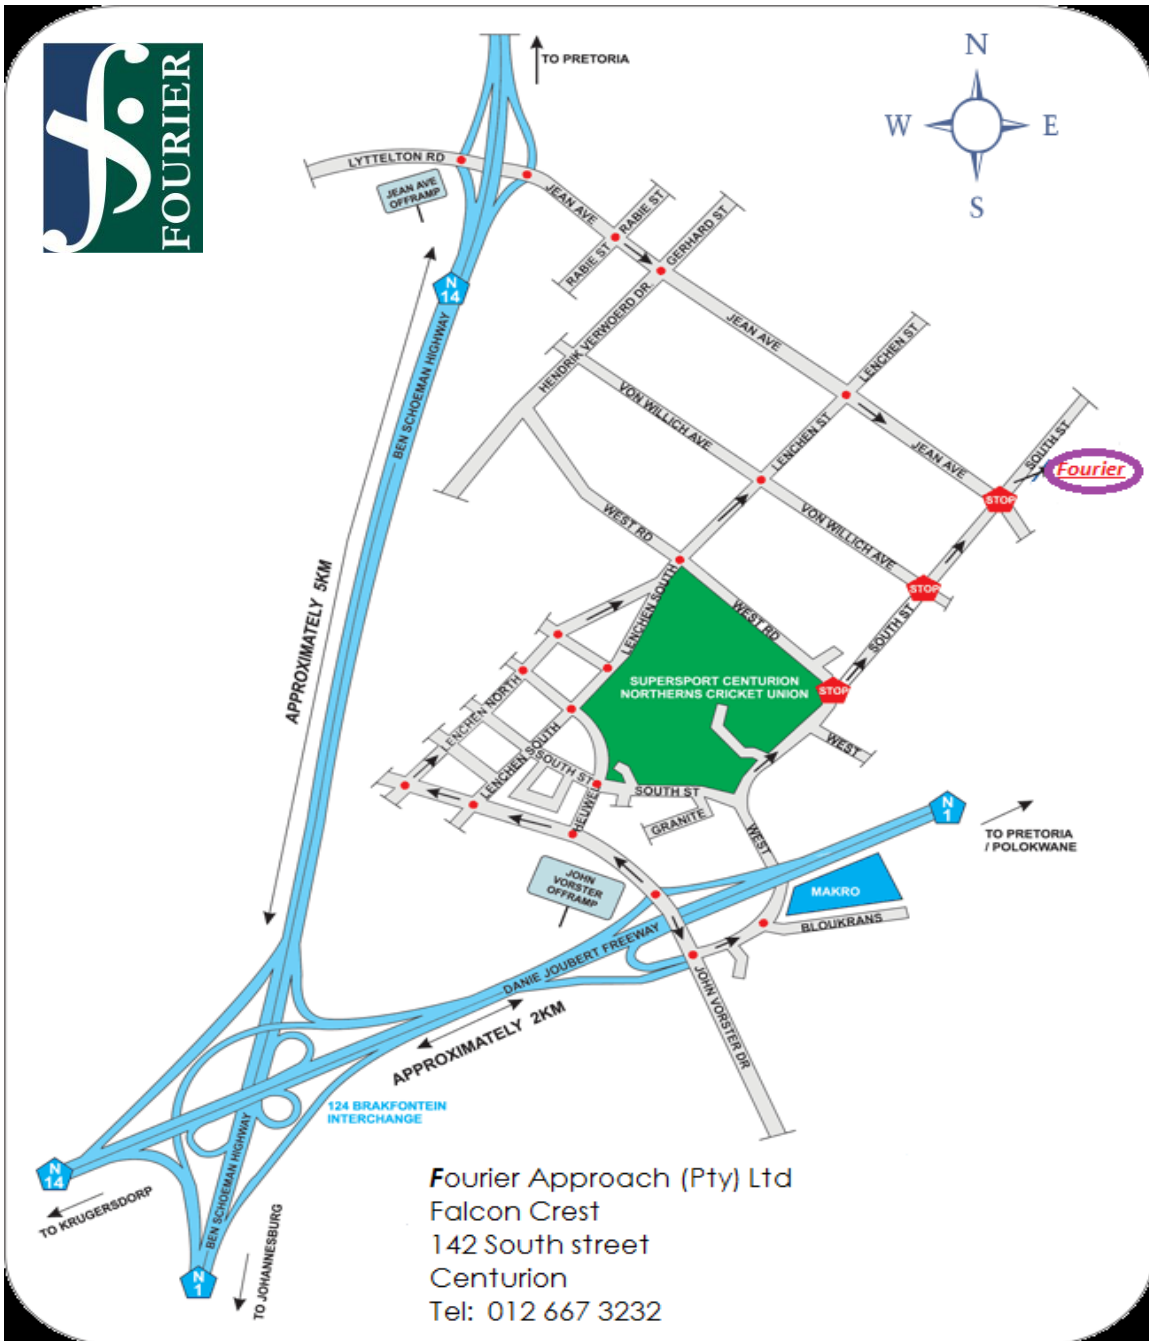 FOURIER
TO PRETORIA
N
W E
S
LYTTELTON RD
JEAN AVE
OFFRAMP
JEAN AVE
RABIE ST
RABIE ST
GERHARD ST
N
14
HENDRIK VERWOERD DR.
JEAN AVE
LENCHEN ST
BEN SCHOEMAN HIGHWAY
VON WILLICH AVE
LENCHEN ST
JEAN AVE
SOUTH ST
Fourier
STOP
WEST RD
VON WILLICH AVE
STOP
APPROXIMATELY 5KM
LENCHEN SOUTH
WEST RD
SOUTH ST
SUPERSPORT CENTURION
NORTHERNS CRICKET UNION
STOP
LENCHEN NORTH
LENCHEN SOUTH
WEST
SOUTH ST
SOUTH ST
HEUWEL
GRANITE
WEST
N
1
TO PRETORIA
/ POLOKWANE
JOHN
VORSTER
OFFRAMP
MAKRO
BLOUKRANS
DANIE JOUBERT FREEWAY
JOHN VORSTER DR
APPROXIMATELY 2KM
124 BRAKFONTEIN
INTERCHANGE
BEN SCHOEMAN HIGHWAY
N
14
TO KRUGERSDORP
N
1
TO JOHANNESBURG
Fourier Approach (Pty) Ltd
Falcon Crest
142 South street
Centurion
Tel: 012 667 3232